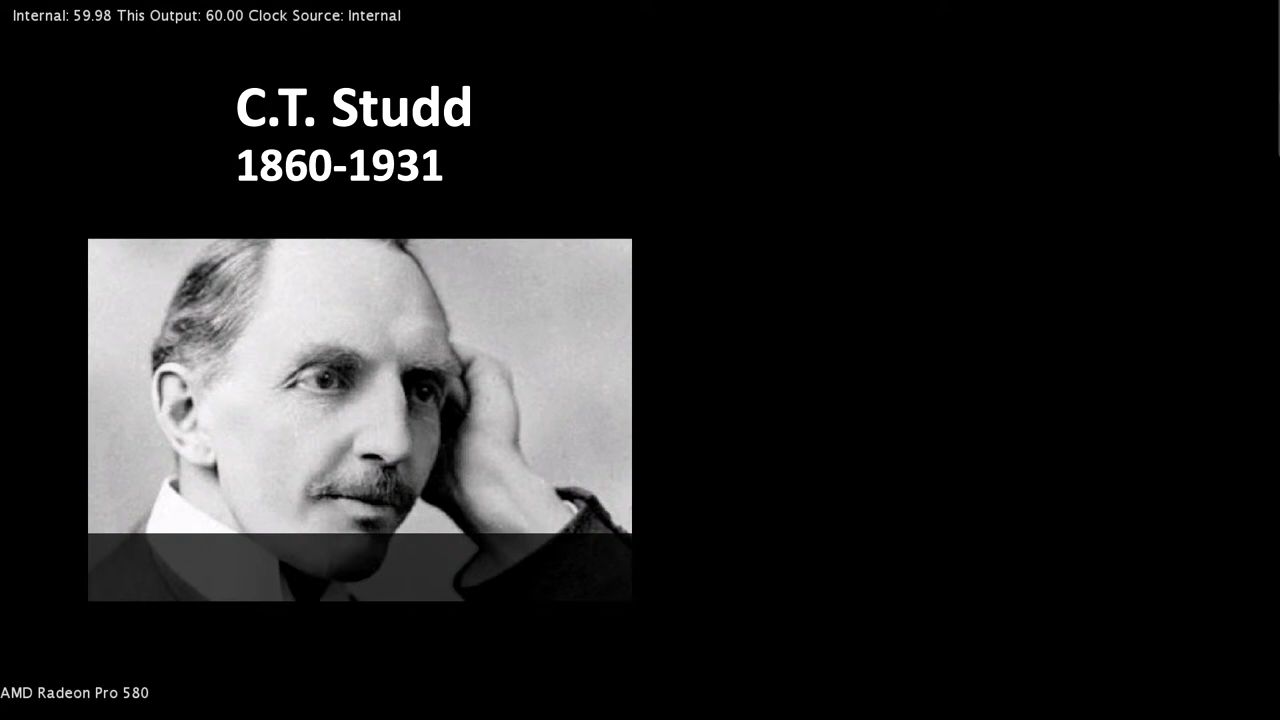 Internal: 59.98 This Output: 60.00 Clock Source: Internal
C.T. Studd
1860-1931
AMD Radeon Pro 580